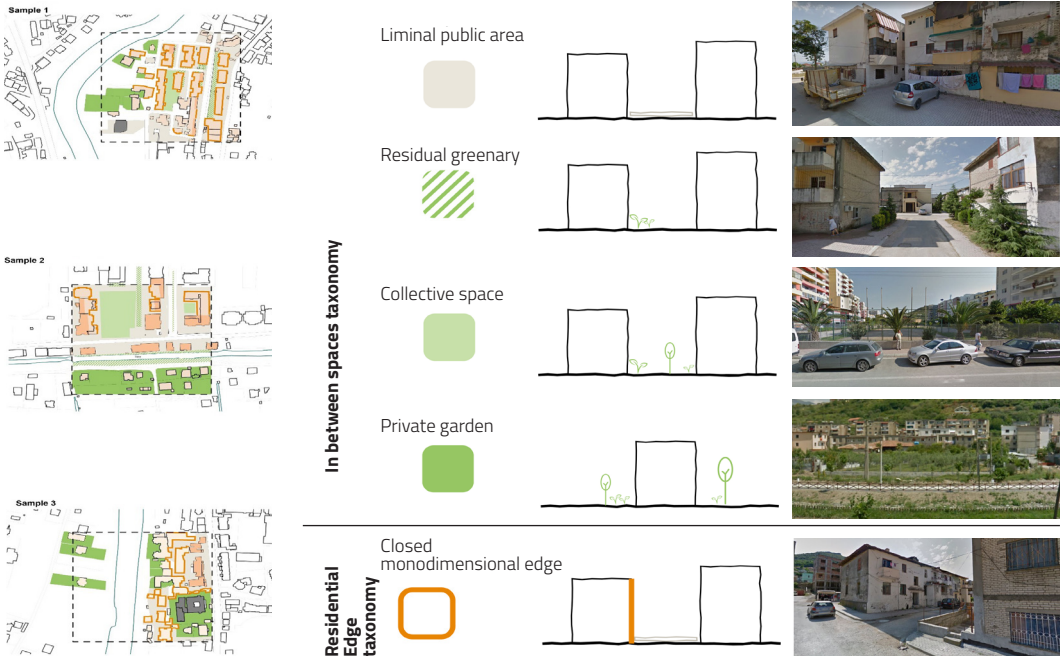 Sample 1
Sample 2
Sample 3
In between spaces taxonomy
Liminal public area
Residual greenary
Collective space
Private garden
Residential
Edge
taxonomy
Closed
monodimensional edge